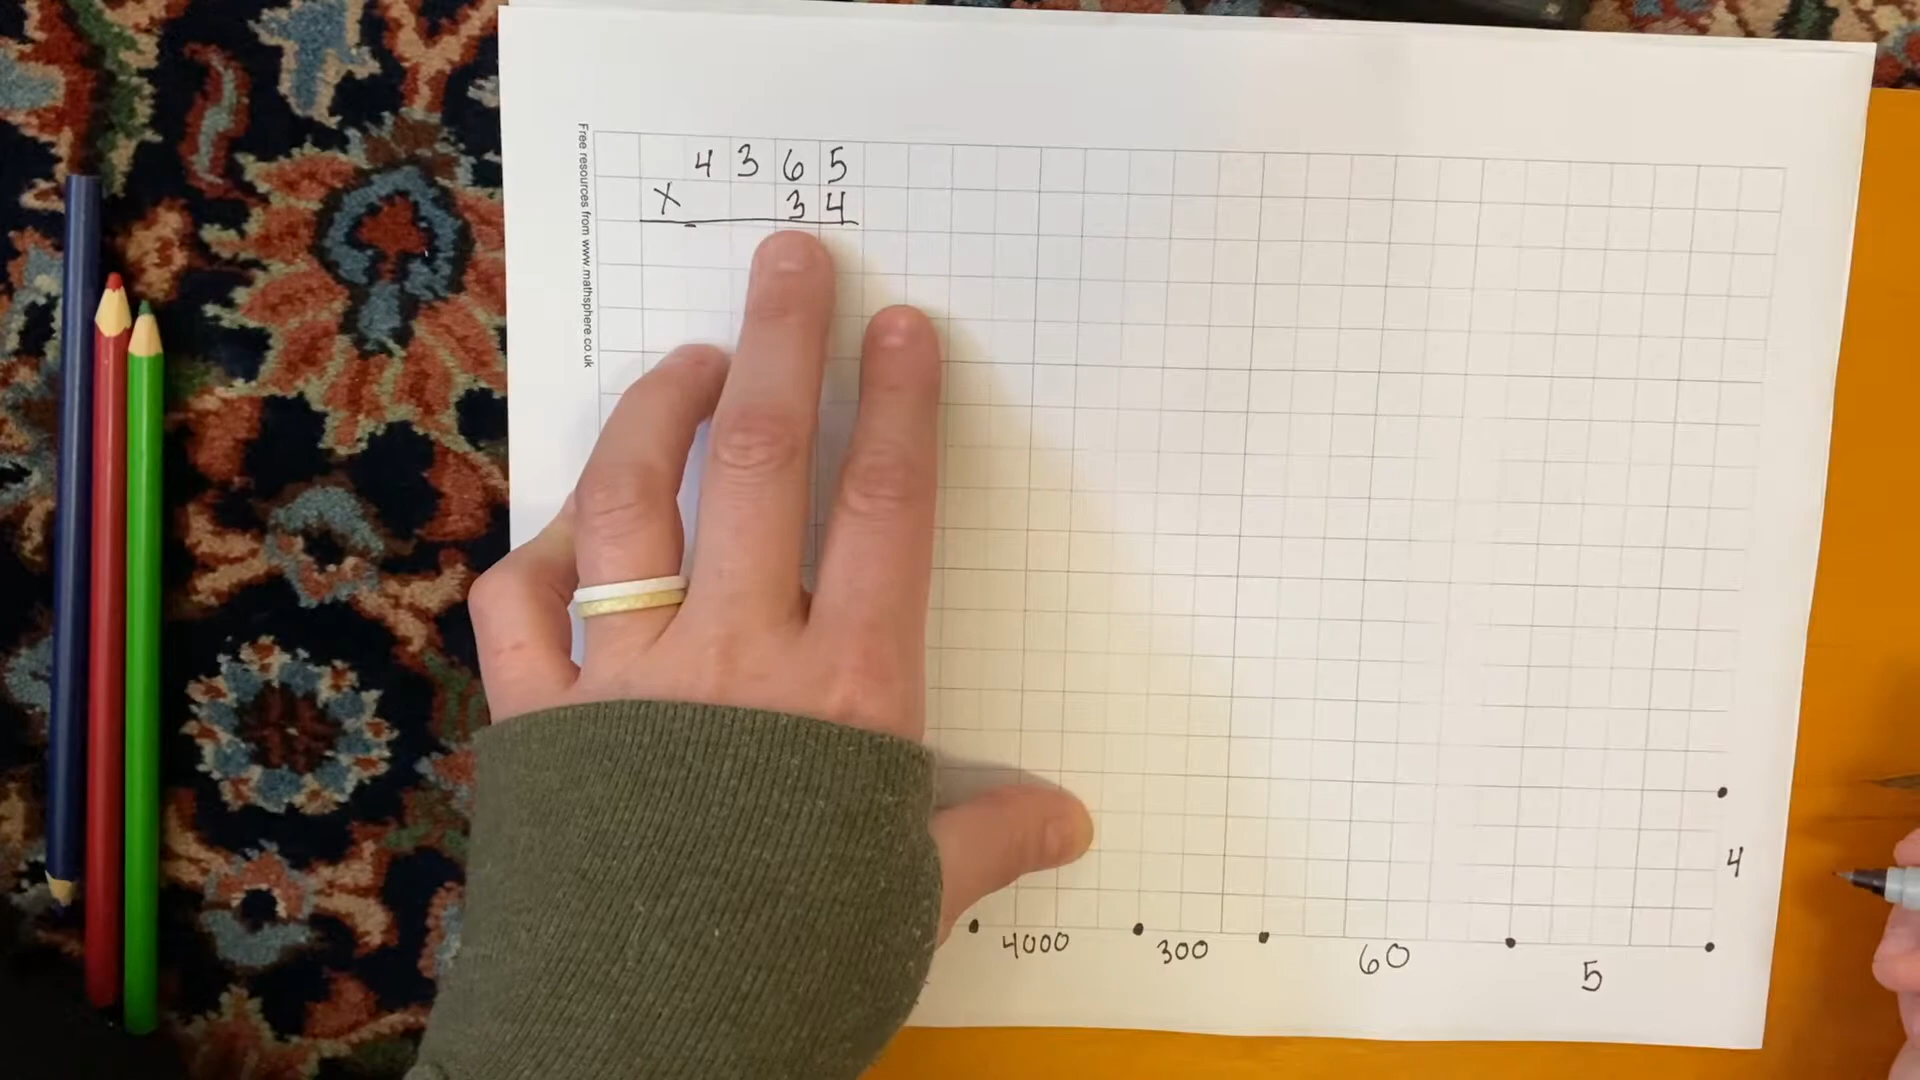 Free resources from www.mathsphere.co.uk
4 3 6 5
X 3 4
4
4000 300 60
5